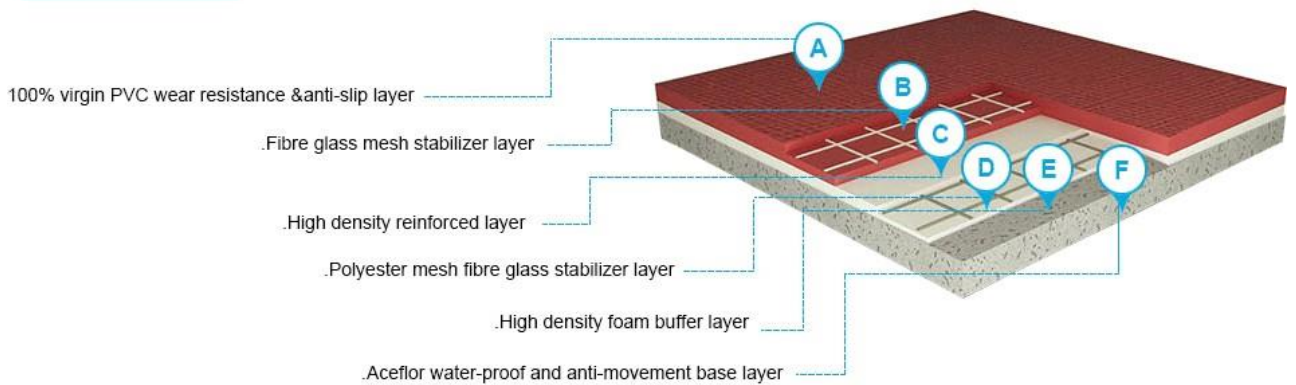 A
B
C
D
E
F
100% virgin PVC wear resistance &anti-slip layer
.Fibre glass mesh stabilizer layer
.High density reinforced layer
.Polyester mesh fibre glass stabilizer layer
.High density foam buffer layer
.Aceflor water-proof and anti-movement base layer